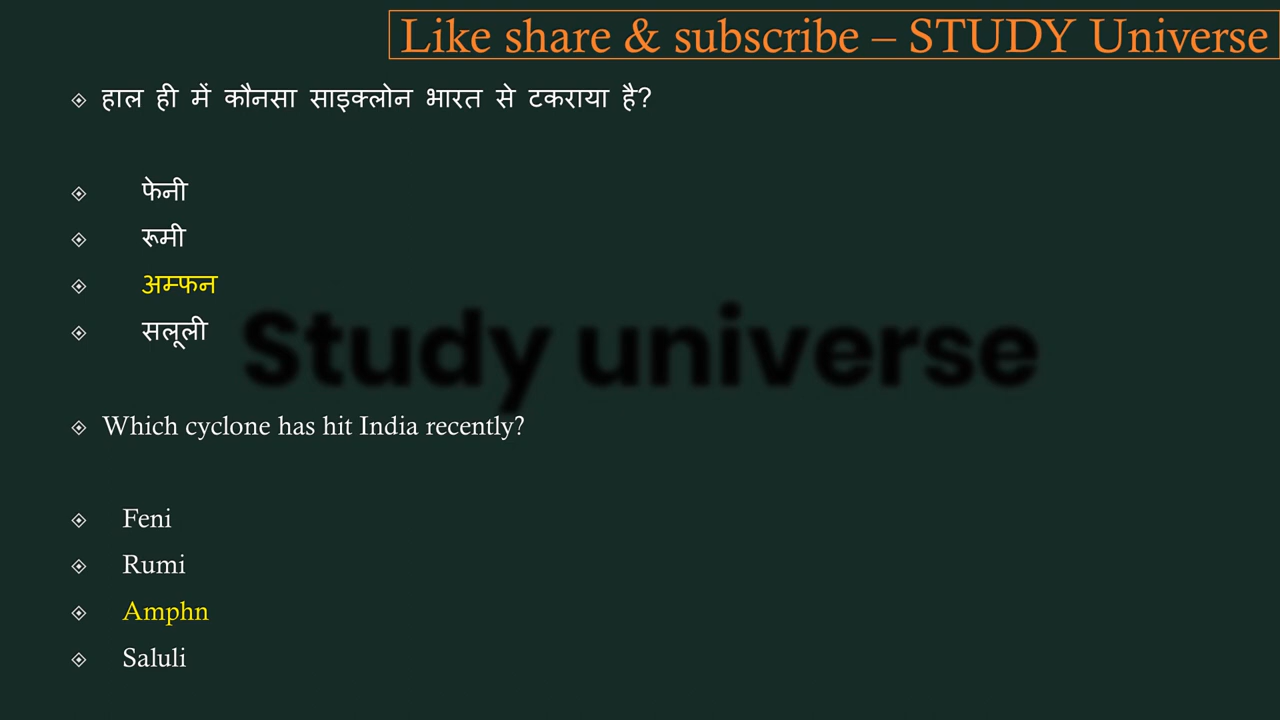 Like share & subscribe – STUDY Universe
हाल ही में कौनसा साइक्लोन भारत से टकराया है?
फेनी
रूमी
अम्फन
सलूली
Study universe
Which cyclone has hit India recently?
Feni
Rumi
Amphn
Saluli